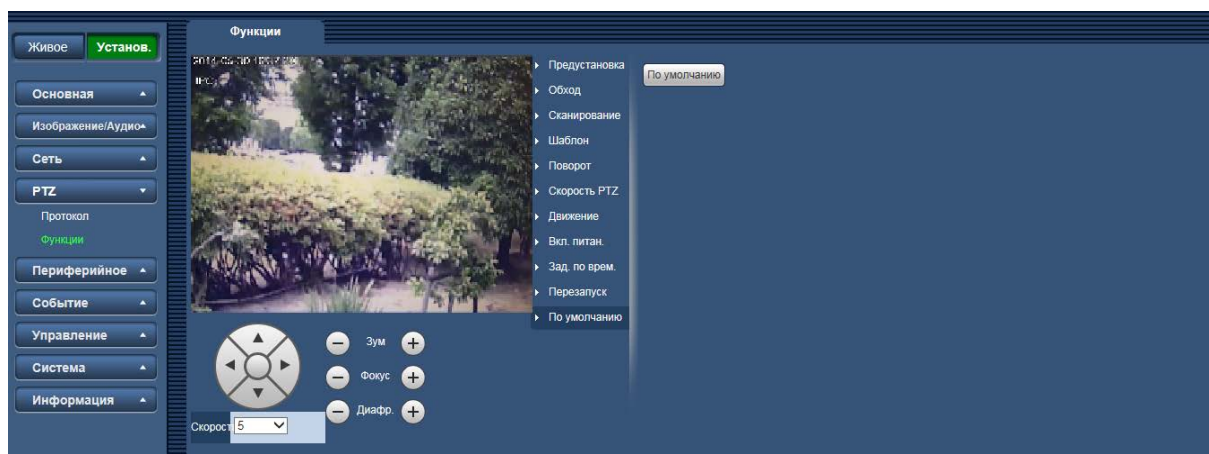 Функции
Живое Установ.
Основная
Изображение/Аудио
Сеть
PTZ
Протокол
Функции
Периферийное
Событие
Управление
Система
Информация
Предустановка
Обход
Сканирование
Шаблон
Поворот
Скорость PTZ
Движение
Вкл. питан.
Зад. по врем.
Перезапуск
По умолчанию
По умолчанию
Зум
Фокус
Диафр.
Скорост 5